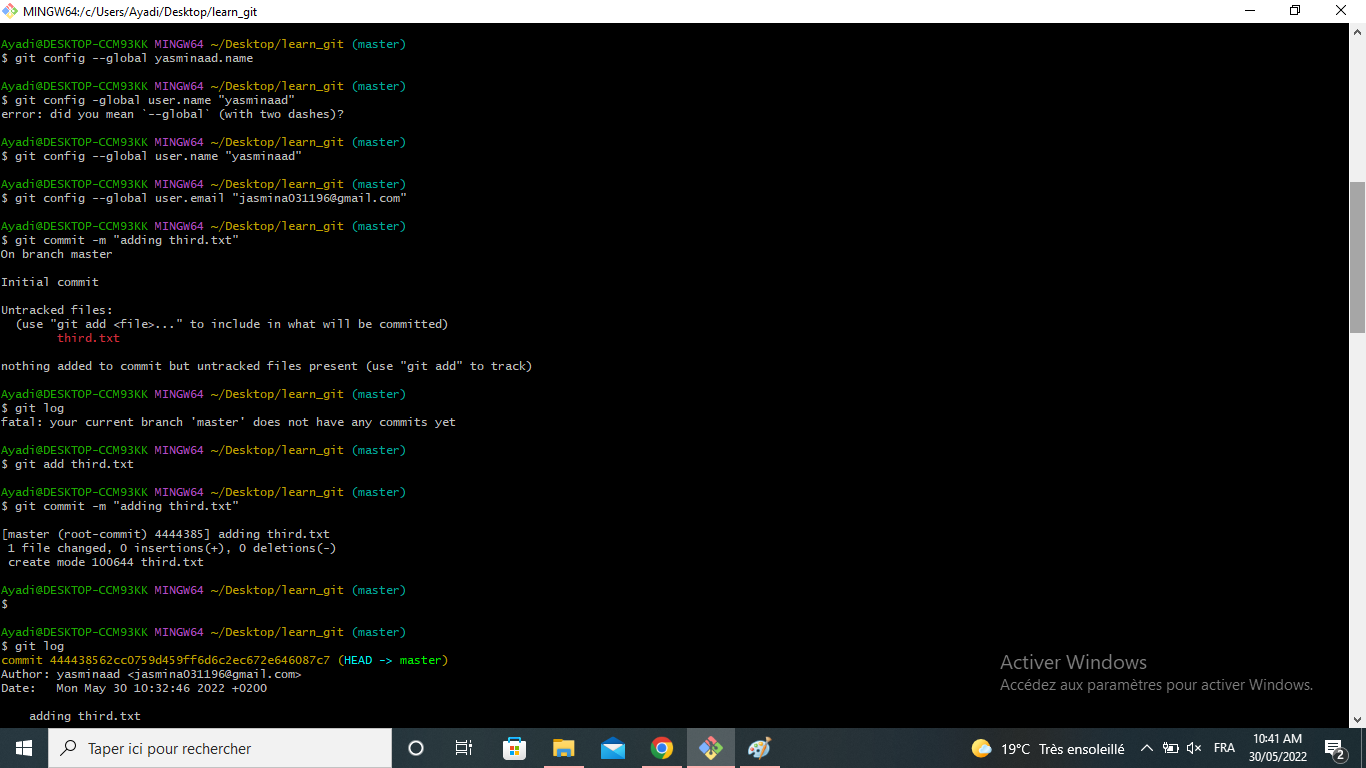 MINGW64:/c/Users/Ayadi/Desktop/learn_git
Ayadi@DESKTOP-CCM93KK MINGW64 ~/Desktop/learn_git (master)
$ git config --global yasminaad.name
Ayadi@DESKTOP-CCM93KK MINGW64 ~/Desktop/learn_git (master)
$ git config -global user.name "yasminaad"
error: did you mean `--global` (with two dashes)?
Ayadi@DESKTOP-CCM93KK MINGW64 ~/Desktop/learn_git (master)
$ git config --global user.name "yasminaad"
Ayadi@DESKTOP-CCM93KK MINGW64 ~/Desktop/learn_git (master)
$ git config --global user.email "jasmina031196@gmail.com"
Ayadi@DESKTOP-CCM93KK MINGW64 ~/Desktop/learn_git (master)
$ git commit -m "adding third.txt"
On branch master
Initial commit
Untracked files:
  (use "git add <file>..." to include in what will be committed)
        third.txt
nothing added to commit but untracked files present (use "git add" to track)
Ayadi@DESKTOP-CCM93KK MINGW64 ~/Desktop/learn_git (master)
$ git log
fatal: your current branch 'master' does not have any commits yet
Ayadi@DESKTOP-CCM93KK MINGW64 ~/Desktop/learn_git (master)
$ git add third.txt
Ayadi@DESKTOP-CCM93KK MINGW64 ~/Desktop/learn_git (master)
$ git commit -m "adding third.txt"
[master (root-commit) 4444385] adding third.txt
 1 file changed, 0 insertions(+), 0 deletions(-)
 create mode 100644 third.txt
Ayadi@DESKTOP-CCM93KK MINGW64 ~/Desktop/learn_git (master)
$
Ayadi@DESKTOP-CCM93KK MINGW64 ~/Desktop/learn_git (master)
$ git log
commit 444438562cc0759d459ff6d6c2ec672e646087c7 (HEAD -> master)
Author: yasminaad <jasmina031196@gmail.com>
Date:   Mon May 30 10:32:46 2022 +0200
    adding third.txt
Activer Windows
Accédez aux paramètres pour activer Windows.
Taper ici pour rechercher
19°C Très ensoleillé
FRA
10:41 AM
30/05/2022
2